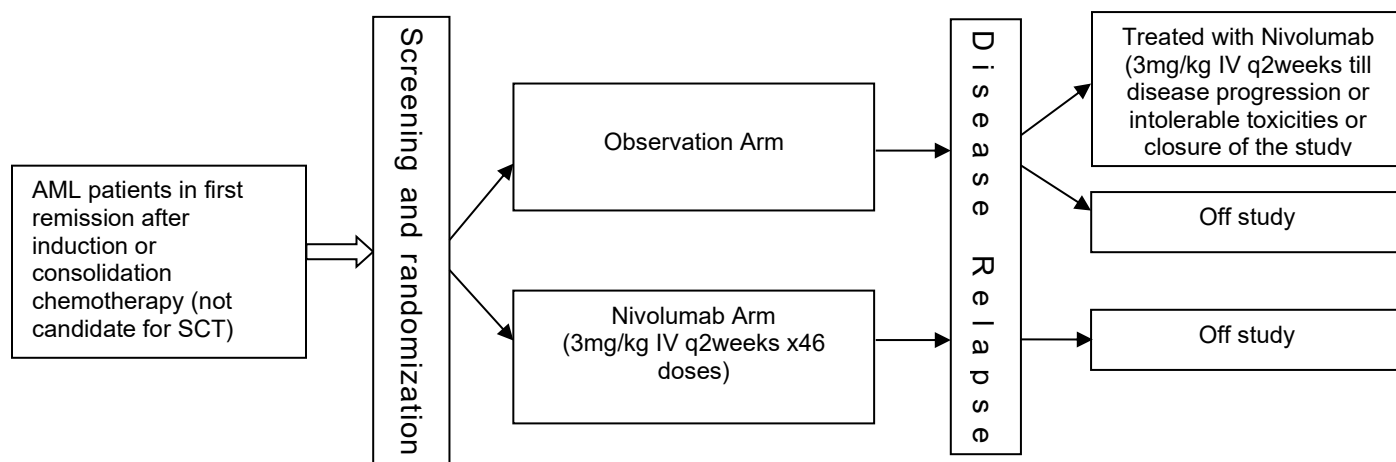 AML patients in first
remission after
induction or
consolidation
chemotherapy (not
candidate for SCT)
Screening and randomization
Observation Arm
Nivolumab Arm
(3mg/kg IV q2weeks x46
doses)
Disease Relapse
Treated with Nivolumab
(3mg/kg IV q2weeks till
disease progression or
intolerable toxicities or
closure of the study
Off study
Off study